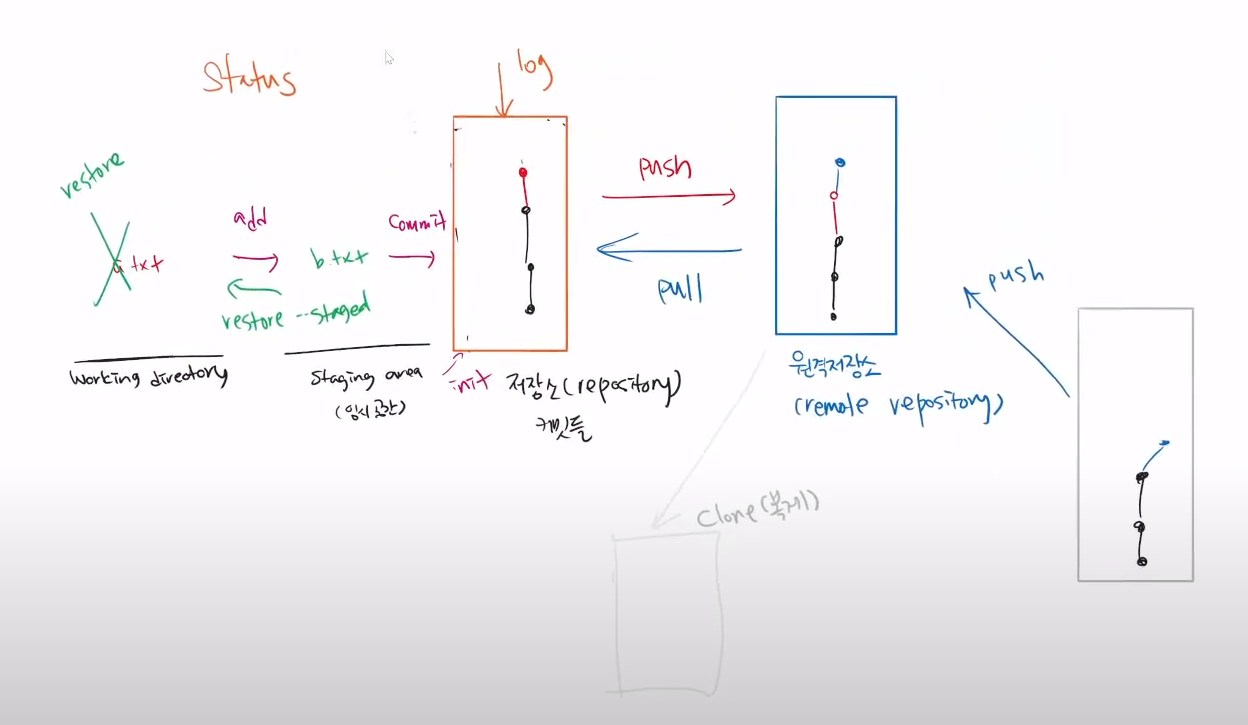 Status
log
restore
add
commit
a.txt
b.txt
restore --staged
push
pull
push
working directory
Staging area
(임시공간)
init
저장소(repository)
커밋들
원격저장소
(remote repository)
Clone(복제)